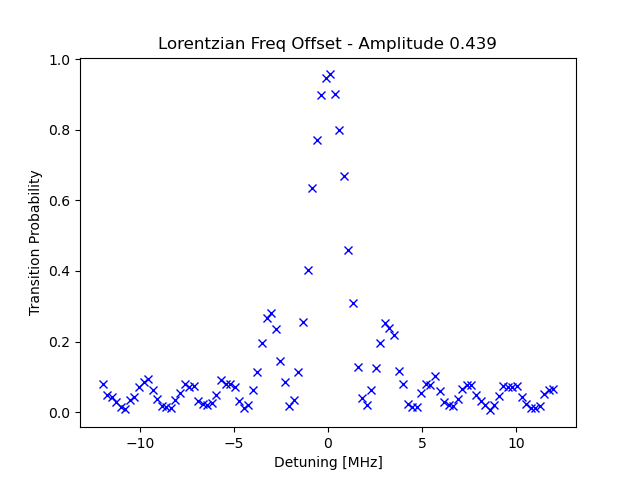 Lorentzian Freq Offset - Amplitude 0.439
Transition Probability
1.0
0.8
0.6
0.4
0.2
0.0
−10 −5 0 5 10
Detuning [MHz]